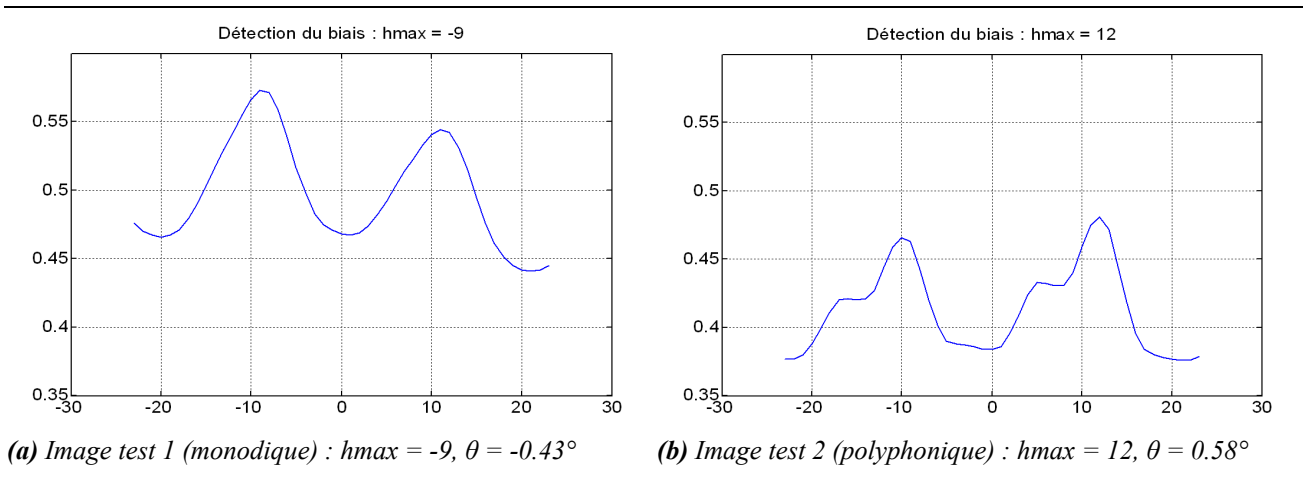 Détection du biais : hmax = -9
0.55
0.5
0.45
0.4
0.35
-30 -20 -10 0 10 20 30
(a) Image test 1 (monodique) : hmax = -9, θ = -0.43°
Détection du biais : hmax = 12
0.55
0.5
0.45
0.4
0.35
-30 -20 -10 0 10 20 30
(b) Image test 2 (polyphonique) : hmax = 12, θ = 0.58°